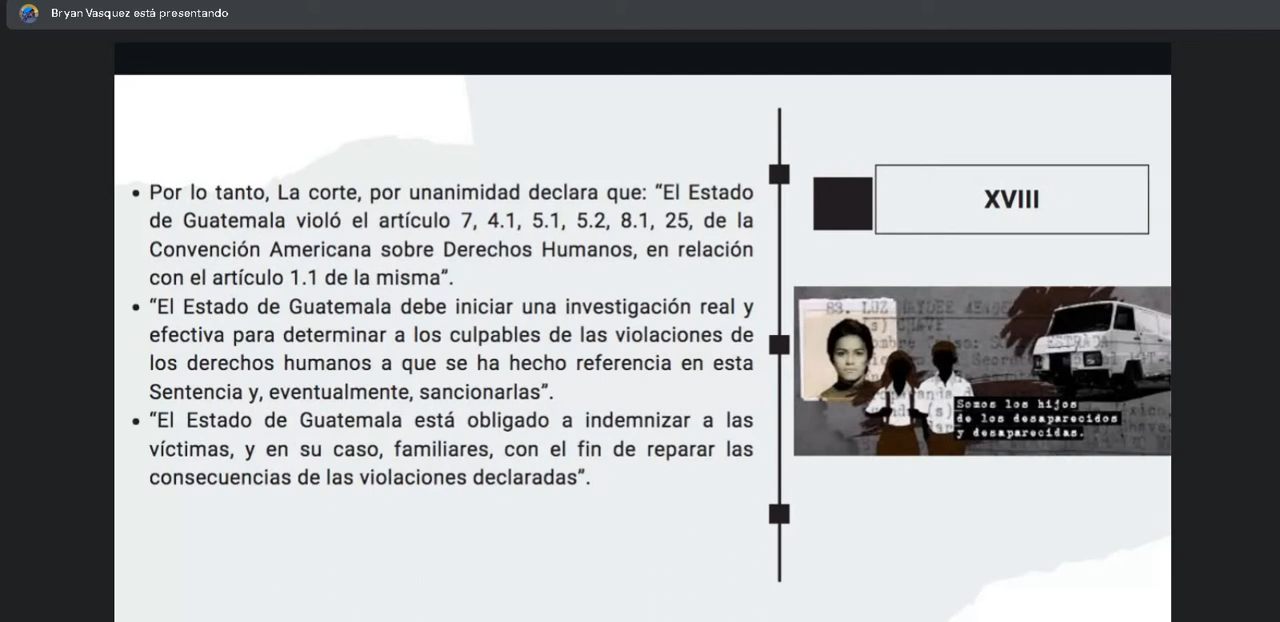 Bryan Vasquez está presentando
• Por lo tanto, La corte, por unanimidad declara que: “El Estado
de Guatemala violó el artículo 7, 4.1, 5.1, 5.2, 8.1, 25, de la
Convención Americana sobre Derechos Humanos, en relación
con el artículo 1.1 de la misma”.
• “El Estado de Guatemala debe iniciar una investigación real y
efectiva para determinar a los culpables de las violaciones de
los derechos humanos a que se ha hecho referencia en esta
Sentencia y, eventualmente, sancionarlas”.
• “El Estado de Guatemala está obligado a indemnizar a las
víctimas, y en su caso, familiares, con el fin de reparar las
consecuencias de las violaciones declaradas”.
XVIII
83. LUZ HAYDEE
Somos los hijos
de los desaparecidos
y desaparecidas.